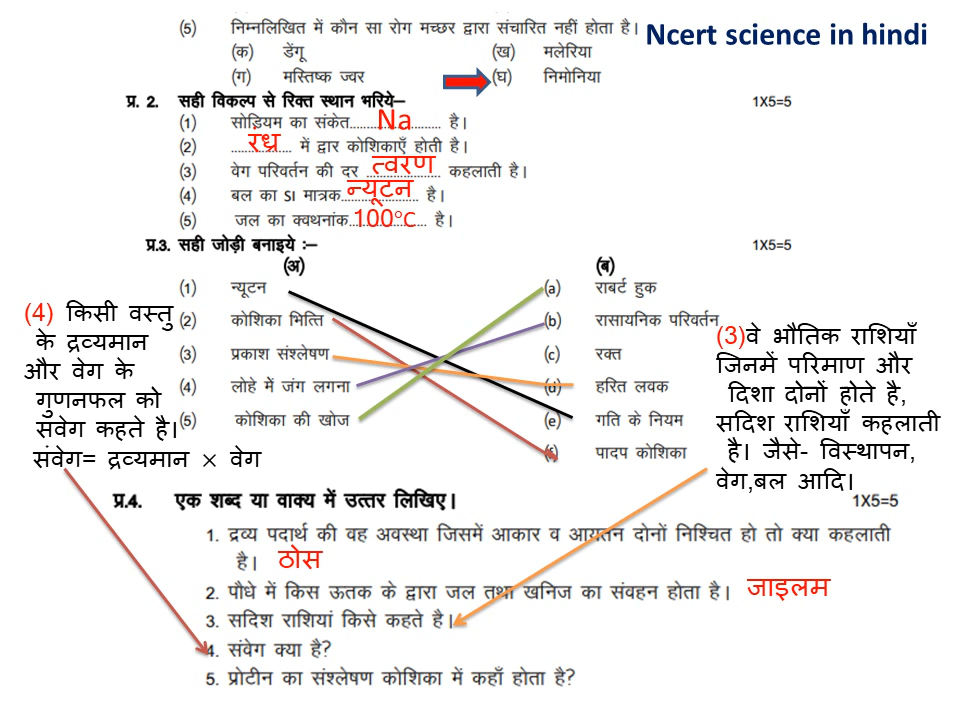 (5) निम्नलिखित में कौन सा रोग मच्छर द्वारा संचारित नहीं होता है।
Ncert science in hindi
(क) डेंगू (ख) मलेरिया
(ग) मस्तिष्क ज्वर (घ) निमोनिया
प्र. 2. सही विकल्प से रिक्त स्थान भरिये– 1X5=5
(1) सोडियम का संकेत.......Na.......है।
(2) ......रंध्र...... में द्वार कोशिकाएँ होती है।
(3) वेग परिवर्तन की दर ......त्वरण...... कहलाती है।
(4) बल का SI मात्रक......न्यूटन...... है।
(5) जल का क्वथनांक......100°C...... है।
प्र.3. सही जोड़ी बनाइये :– 1X5=5
(अ) (ब)
(1) न्यूटन (a) राबर्ट हुक
(2) कोशिका भित्ति (b) रासायनिक परिवर्तन
(3) प्रकाश संश्लेषण (c) रक्त
(4) लोहे में जंग लगना (d) हरित लवक
(5) कोशिका की खोज (e) गति के नियम
(f) पादप कोशिका
(4) किसी वस्तु
के द्रव्यमान
और वेग के
गुणनफल को
संवेग कहते है।
संवेग= द्रव्यमान × वेग
(3)वे भौतिक राशियाँ
जिनमें परिमाण और
दिशा दोनों होते है,
सदिश राशियाँ कहलाती
है। जैसे- विस्थापन,
वेग,बल आदि।
प्र.4. एक शब्द या वाक्य में उत्तर लिखिए। 1X5=5
1. द्रव्य पदार्थ की वह अवस्था जिसमें आकार व आयतन दोनों निश्चित हो तो क्या कहलाती
है। ठोस
2. पौधे में किस ऊतक के द्वारा जल तथा खनिज का संवहन होता है। जाइलम
3. सदिश राशियां किसे कहते है।
4. संवेग क्या है?
5. प्रोटीन का संश्लेषण कोशिका में कहाँ होता है?